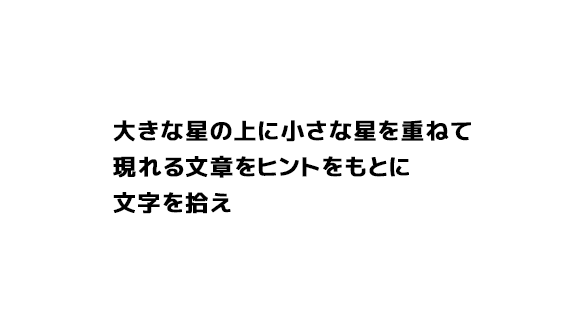 大きな星の上に小さな星を重ねて
現れる文章をヒントをもとに
文字を拾え